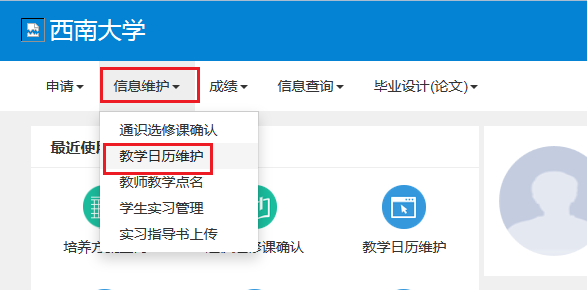 西南大学
申请 信息维护 成绩 信息查询 毕业设计(论文)
通识选修课确认
教学日历维护
教师教学点名
学生实习管理
实习指导书上传
最近使
培养方
修课确认
教学日历维护